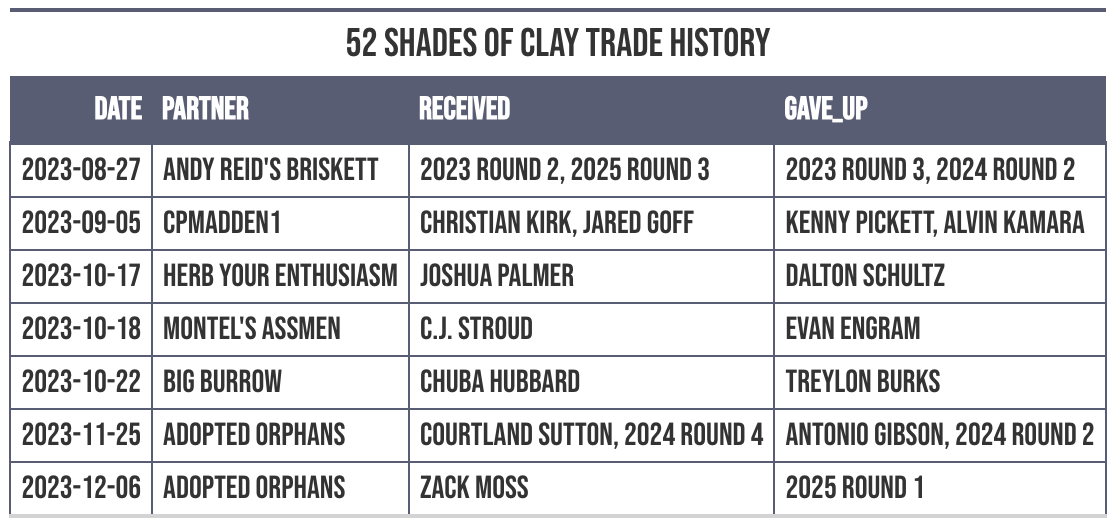 52 SHADES OF CLAY TRADE HISTORY
DATE PARTNER RECEIVED GAVE_UP
2023-08-27 ANDY REID'S BRISKETT 2023 ROUND 2, 2025 ROUND 3 2023 ROUND 3, 2024 ROUND 2
2023-09-05 CPMADDEN1 CHRISTIAN KIRK, JARED GOFF KENNY PICKETT, ALVIN KAMARA
2023-10-17 HERB YOUR ENTHUSIASM JOSHUA PALMER DALTON SCHULTZ
2023-10-18 MONTEL'S ASSMEN C.J. STROUD EVAN ENGRAM
2023-10-22 BIG BURROW CHUBA HUBBARD TREYLON BURKS
2023-11-25 ADOPTED ORPHANS COURTLAND SUTTON, 2024 ROUND 4 ANTONIO GIBSON, 2024 ROUND 2
2023-12-06 ADOPTED ORPHANS ZACK MOSS 2025 ROUND 1